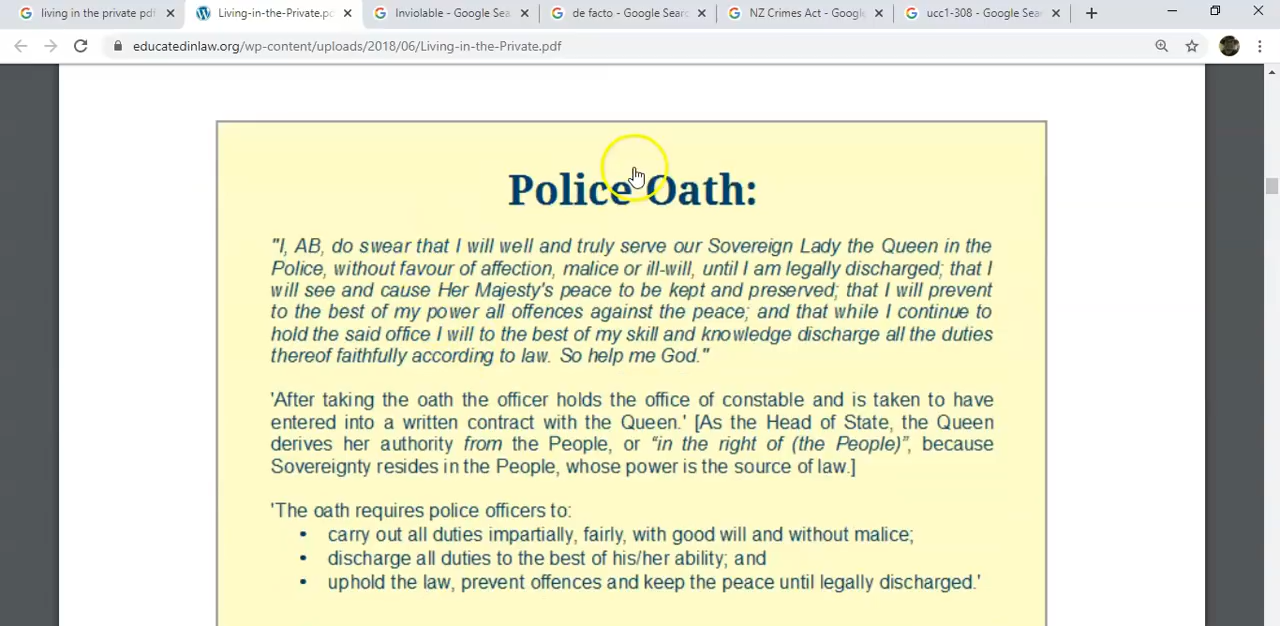 living in the private pdf
Living-in-the-Private.pd
Inviolable - Google Sea
de facto - Google Searc
NZ Crimes Act - Google
ucc1-308 - Google Sear
educatedinlaw.org/wp-content/uploads/2018/06/Living-in-the-Private.pdf
Police Oath:
"I, AB, do swear that I will well and truly serve our Sovereign Lady the Queen in the
Police, without favour of affection, malice or ill-will, until I am legally discharged; that I
will see and cause Her Majesty's peace to be kept and preserved; that I will prevent
to the best of my power all offences against the peace; and that while I continue to
hold the said office I will to the best of my skill and knowledge discharge all the duties
thereof faithfully according to law. So help me God."
'After taking the oath the officer holds the office of constable and is taken to have
entered into a written contract with the Queen.' [As the Head of State, the Queen
derives her authority from the People, or “in the right of (the People)”, because
Sovereignty resides in the People, whose power is the source of law.]
'The oath requires police officers to:
• carry out all duties impartially, fairly, with good will and without malice;
• discharge all duties to the best of his/her ability; and
• uphold the law, prevent offences and keep the peace until legally discharged.'